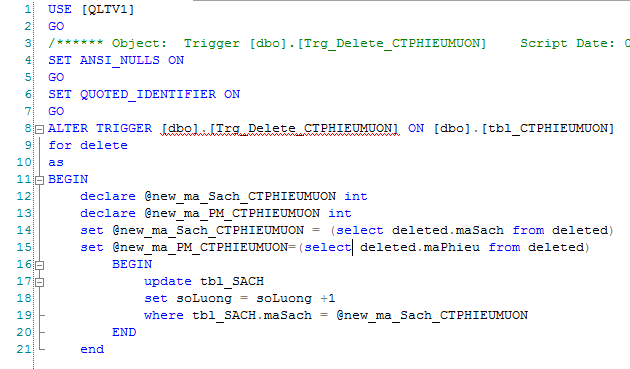 1 USE [QLTV1]
2 GO
3 /****** Object: Trigger [dbo].[Trg_Delete_CTPHIEUMUON] Script Date: 0
4 SET ANSI_NULLS ON
5 GO
6 SET QUOTED_IDENTIFIER ON
7 GO
8 ALTER TRIGGER [dbo].[Trg_Delete_CTPHIEUMUON] ON [dbo].[tbl_CTPHIEUMUON]
9 for delete
10 as
11 BEGIN
12 declare @new_ma_Sach_CTPHIEUMUON int
13 declare @new_ma_PM_CTPHIEUMUON int
14 set @new_ma_Sach_CTPHIEUMUON = (select deleted.maSach from deleted)
15 set @new_ma_PM_CTPHIEUMUON=(select deleted.maPhieu from deleted)
16 BEGIN
17 update tbl_SACH
18 set soLuong = soLuong +1
19 where tbl_SACH.maSach = @new_ma_Sach_CTPHIEUMUON
20 END
21 end